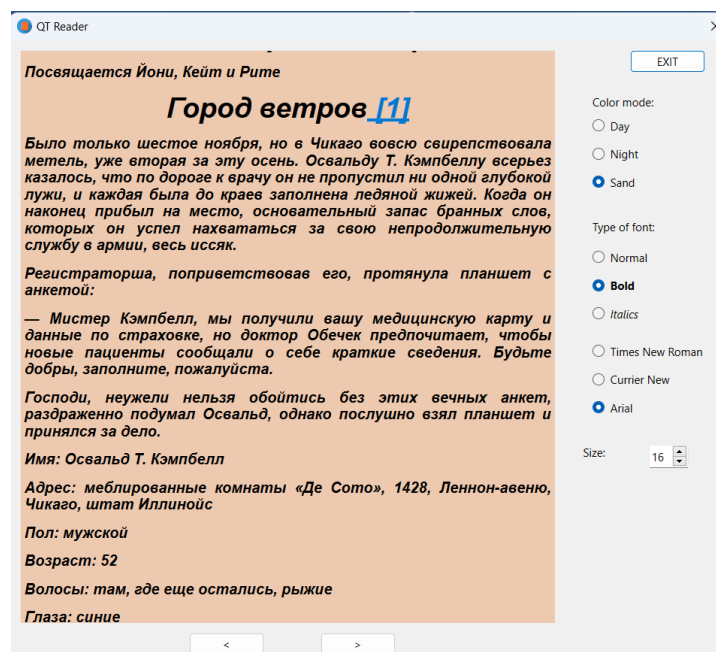 QT Reader
Посвящается Йони, Кейт и Рите
Город ветров [1]
Было только шестое ноября, но в Чикаго вовсю свирепствовала
метель, уже вторая за эту осень. Освальду Т. Кэмпбеллу всерьез
казалось, что по дороге к врачу он не пропустил ни одной глубокой
лужи, и каждая была до краев заполнена ледяной жижей. Когда он
наконец прибыл на место, основательный запас бранных слов,
которых он успел нахвататься за свою непродолжительную
службу в армии, весь иссяк.
Регистраторша, поприветствовав его, протянула планшет с
анкетой:
— Мистер Кэмпбелл, мы получили вашу медицинскую карту и
данные по страховке, но доктор Обечек предпочитает, чтобы
новые пациенты сообщали о себе краткие сведения. Будьте
добры, заполните, пожалуйста.
Господи, неужели нельзя обойтись без этих вечных анкет,
раздраженно подумал Освальд, однако послушно взял планшет и
принялся за дело.
Имя: Освальд Т. Кэмпбелл
Адрес: меблированные комнаты «Де Сото», 1428, Леннон-авеню,
Чикаго, штат Иллинойс
Пол: мужской
Возраст: 52
Волосы: там, где еще остались, рыжие
Глаза: синие
<
>
EXIT
Color mode:
Day
Night
Sand
Type of font:
Normal
Bold
Italics
Times New Roman
Currier New
Arial
Size:
16